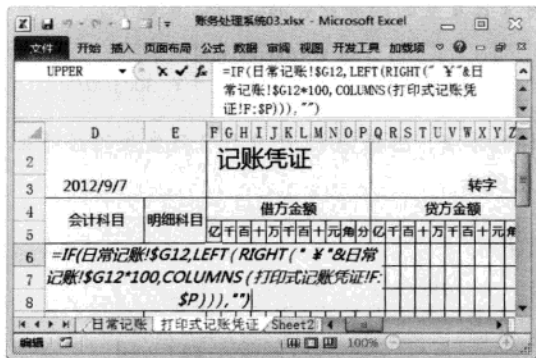 账务处理系统03.xlsx - Microsoft Excel
文件 开始 插入 页面布局 公式 数据 审阅 视图 开发工具 加载项
UPPER
=IF(日常记账!$G12,LEFT(RIGHT(" ¥"&日
常记账!$G12*100,COLUMNS(打印式记账凭
证!F:$P))),"")
D E F G H I J K L M N O P Q R S T U V W X Y Z
2 记账凭证
3 2012/9/7 转字
4 会计科目 明细科目 借方金额 贷方金额
5 亿 千 百 十 万 千 百 十 元 角 分 亿 千 百 十 万 千 百 十 元 角
6 =IF(日常记账!$G12,LEFT(RIGHT(" ¥"&日常
7 记账!$G12*100,COLUMNS(打印式记账凭证!F:
8 $P))),"")
日常记账 打印式记账凭证 Sheet2
编辑 100%